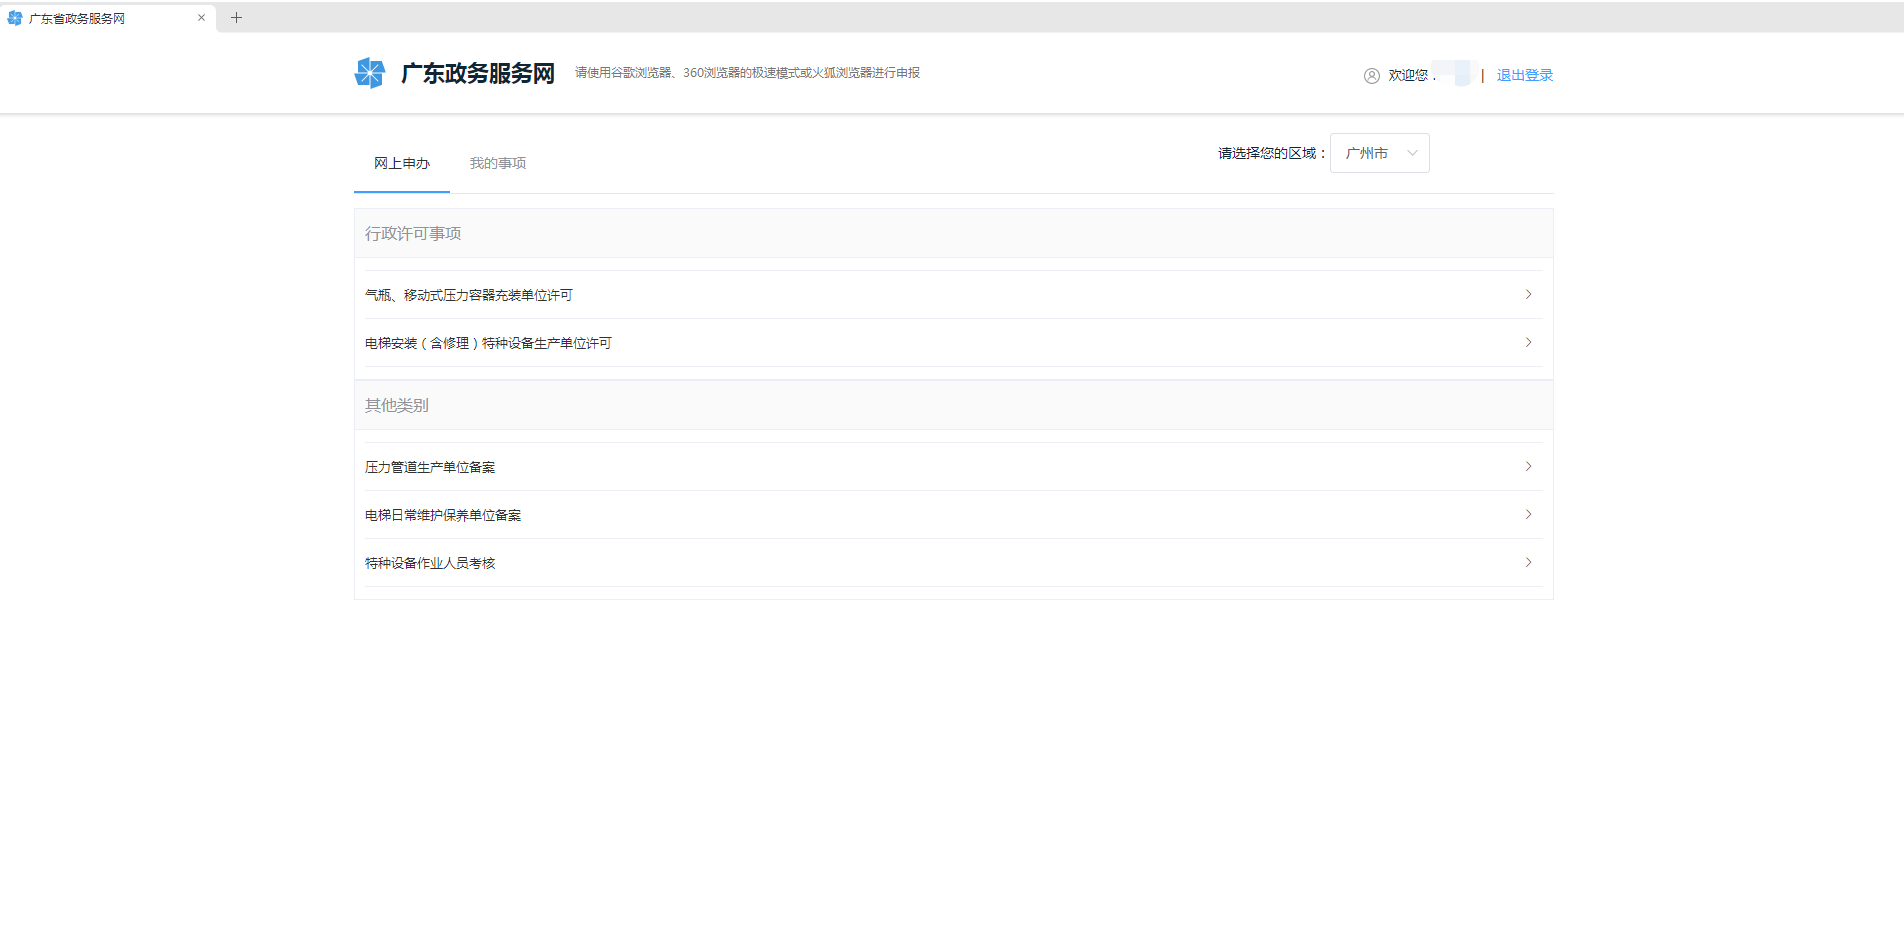 广东省政务服务网
广东政务服务网
请使用谷歌浏览器、360浏览器的极速模式或火狐浏览器进行申报
欢迎您：
|
退出登录
网上申办
我的事项
请选择您的区域：
广州市
行政许可事项
气瓶、移动式压力容器充装单位许可
电梯安装（含修理）特种设备生产单位许可
其他类别
压力管道生产单位备案
电梯日常维护保养单位备案
特种设备作业人员考核